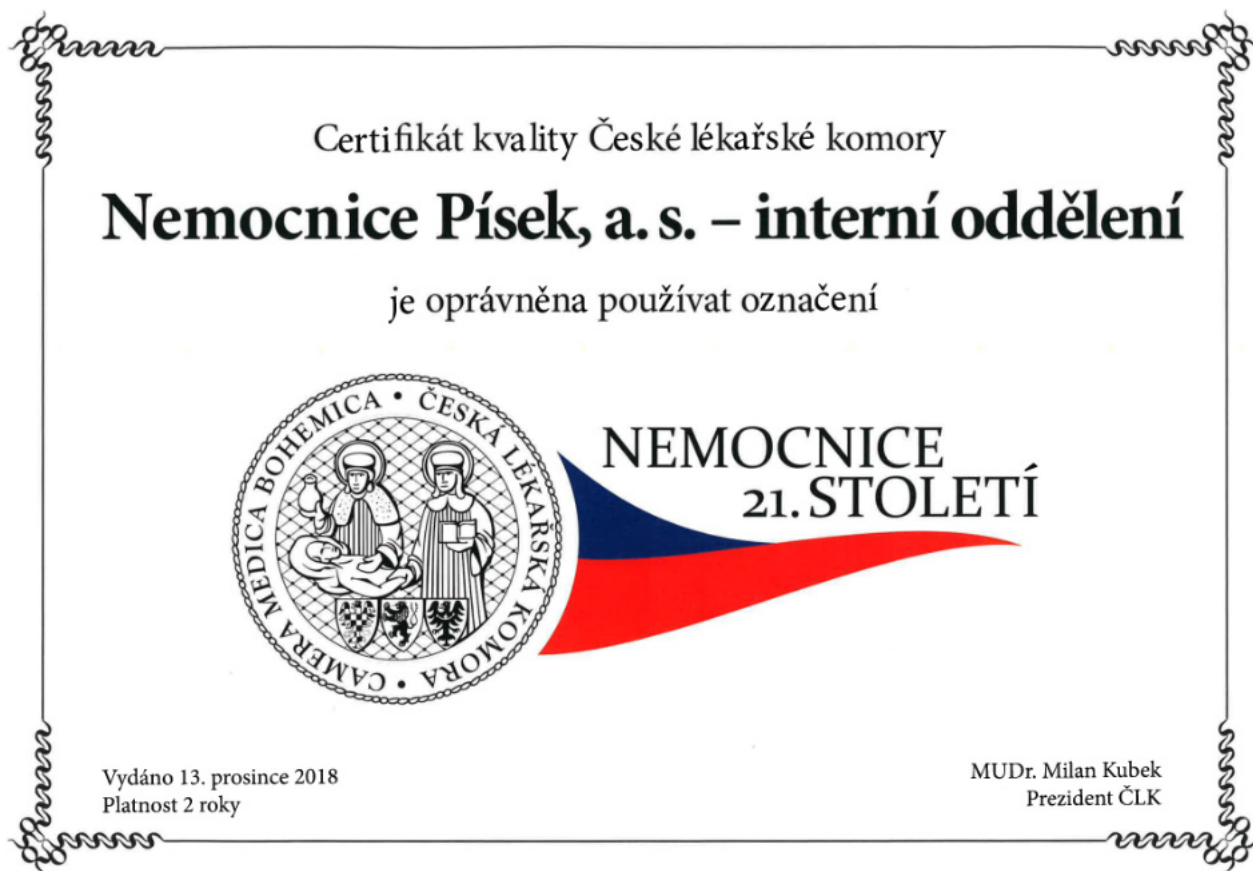 Certifikát kvality České lékařské komory
Nemocnice Písek, a. s. – interní oddělení
je oprávněna používat označení
CAMERA MEDICA BOHEMICA • ČESKÁ LÉKAŘSKÁ KOMORA •
NEMOCNICE
21. STOLETÍ
Vydáno 13. prosince 2018
Platnost 2 roky
MUDr. Milan Kubek
Prezident ČLK